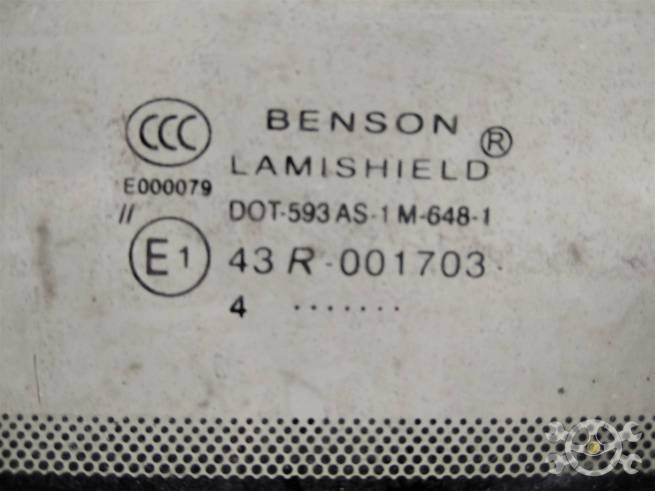 CCC BENSON
LAMISHIELD ®
E000079
// DOT-593 AS-1 M-648-1
E1 43 R-001703
4 .......